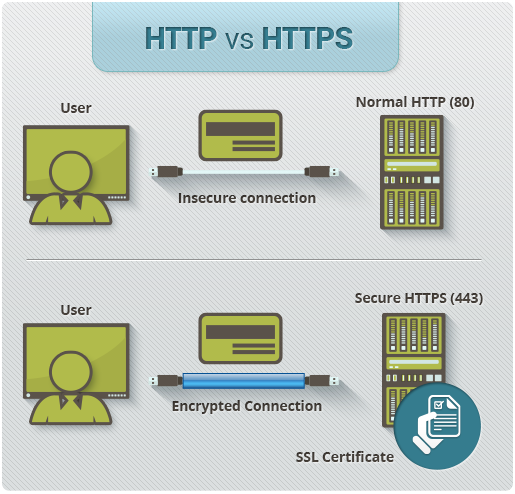 HTTP vs HTTPS
User
Normal HTTP (80)
Insecure connection
User
Secure HTTPS (443)
Encrypted Connection
SSL Certificate